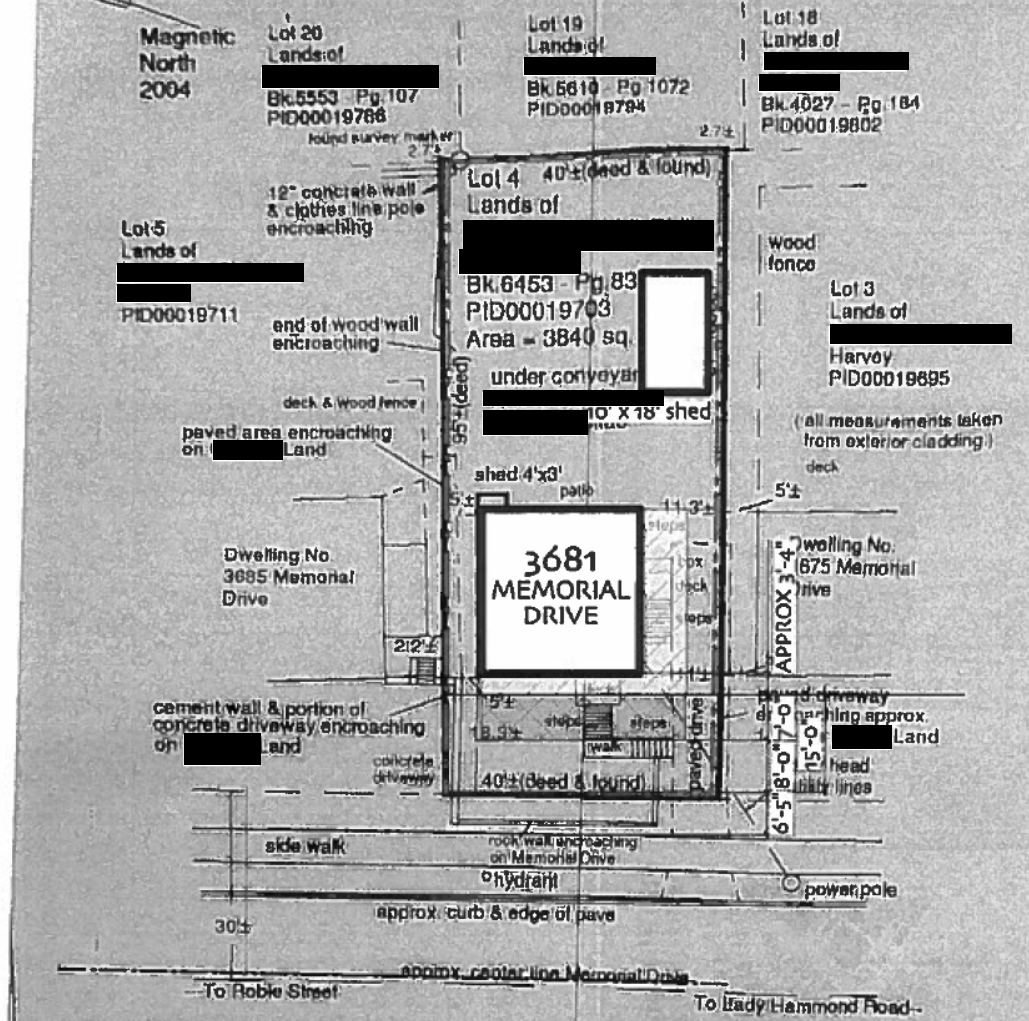 Magnetic
North
2004
Lot 20
Lands of
Bk.5553 - Pg.107
PID00019786
found survey marker
2.7'±
Lot 19
Lands of
Bk.5610 - Pg 1072
PID00019794
Lot 18
Lands of
Bk.4027 - Pg.184
PID00019802
2.7'±
40'±(deed & found)
12" concrete wall
& clothes line pole
encroaching
Lot 4
Lands of
Bk.6453 - Pg.83
PID00019703
Area = 3840 sq.
under conveyan
10' x 18' shed
Lot 5
Lands of
PID00019711
wood
fence
Lot 3
Lands of
Harvey
PID00019695
end of wood wall
encroaching
95'±(deed)
deck & wood fence
paved area encroaching
on
Land
( all measurements taken
from exterior cladding.)
deck
shed 4'x3'
patio
5'±
11.3'±
5'±
steps
box
deck
steps
Dwelling No.
3685 Memorial
Drive
3681
MEMORIAL
DRIVE
Dwelling No.
675 Memorial
Drive
APPROX 3'-4"
2.2'±
1'±
5'±
18.5'±
steps
steps
walk
paved drive
cement wall & portion of
concrete driveway encroaching
on
Land
driveway
approx.
Land
head
lines
6'-5"
8'-0"
7'-0"
15'-0"
concrete
driveway
40'±(deed & found)
side walk
rock wall encroaching
on Memorial Drive
hydrant
power pole
approx. curb & edge of pave
30'±
approx. center line Memorial Drive
To Robie Street
To Lady Hammond Road